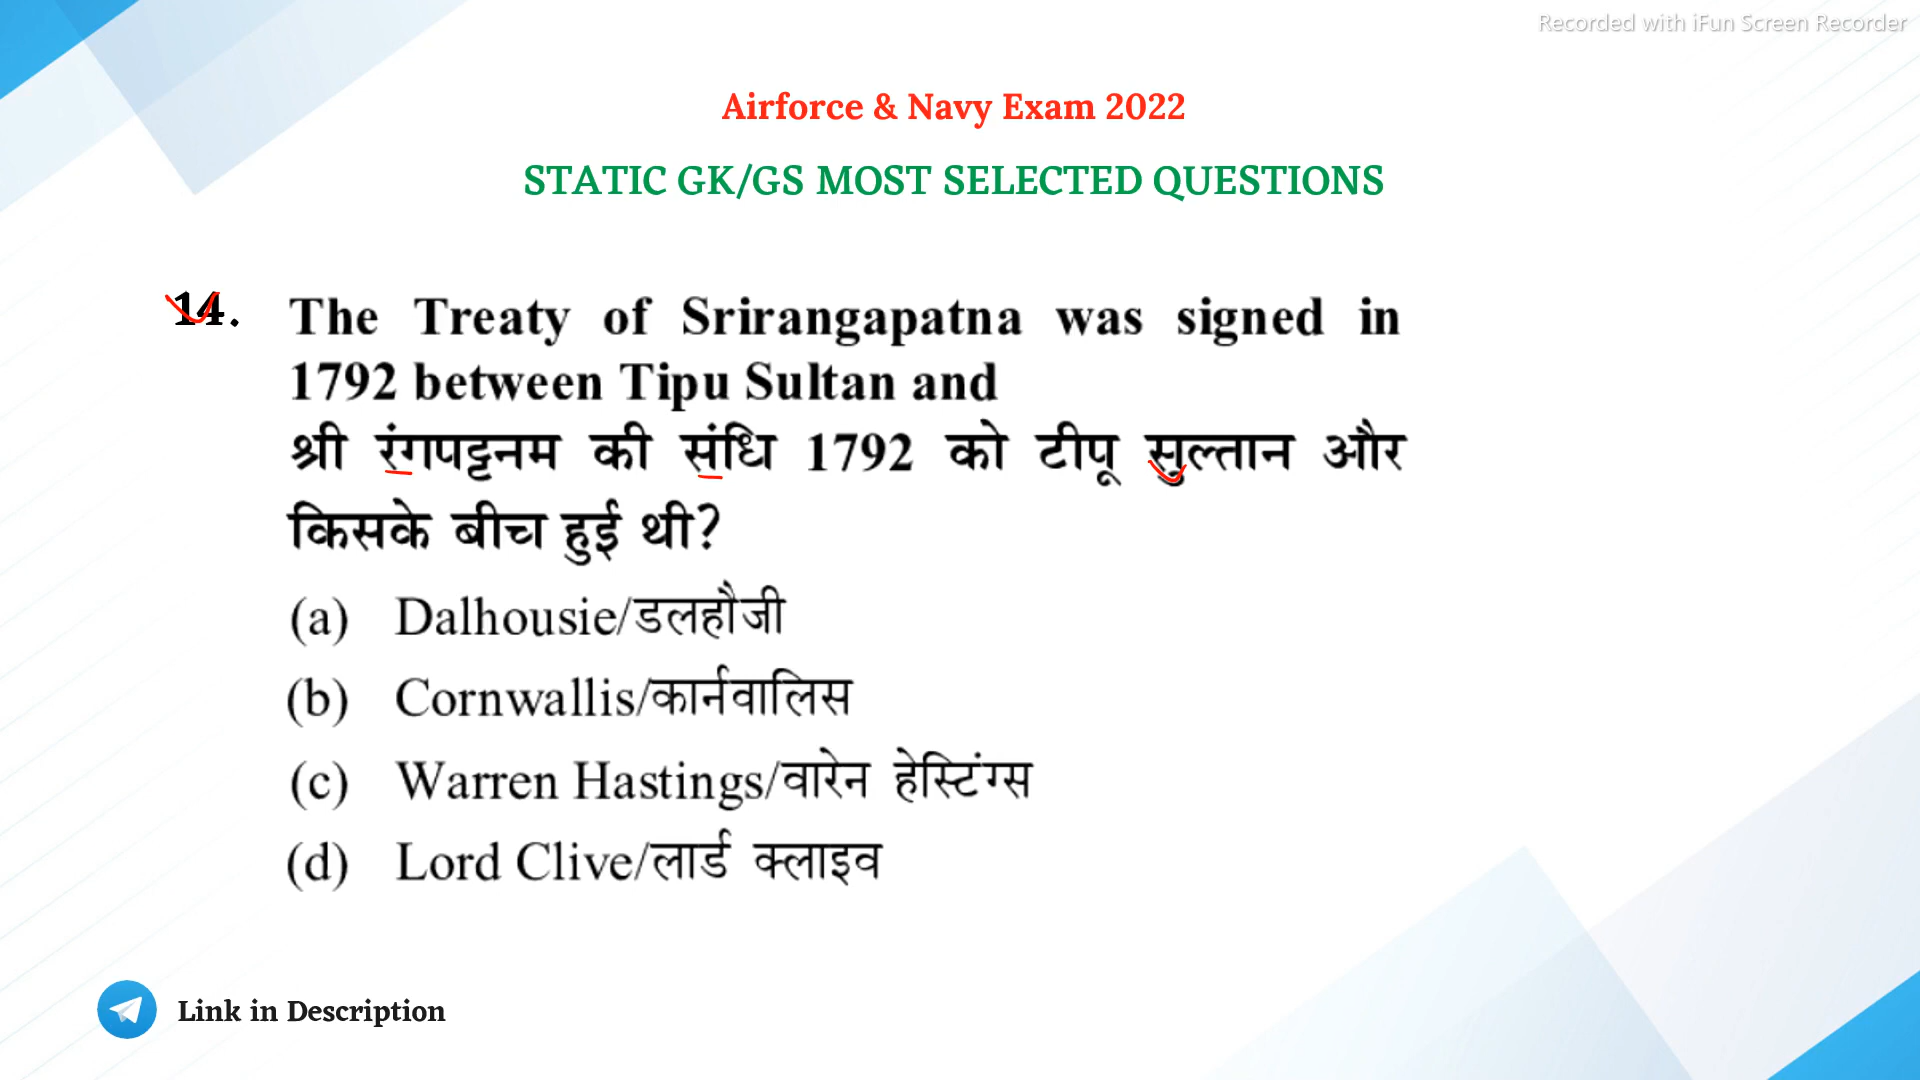 Recorded with iFun Screen Recorder
Airforce & Navy Exam 2022
STATIC GK/GS MOST SELECTED QUESTIONS
14. The Treaty of Srirangapatna was signed in
1792 between Tipu Sultan and
श्री रंगपट्टनम की संधि 1792 को टीपू सुल्तान और
किसके बीच हुई थी?
(a) Dalhousie/डलहौजी
(b) Cornwallis/कार्नवालिस
(c) Warren Hastings/वारेन हेस्टिंग्स
(d) Lord Clive/लार्ड क्लाइव
Link in Description